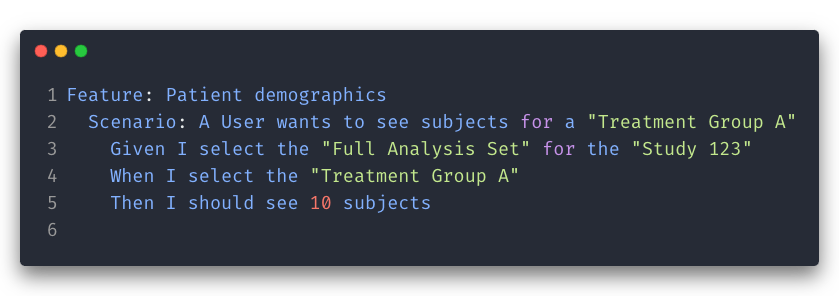 1 Feature: Patient demographics
2 Scenario: A User wants to see subjects for a "Treatment Group A"
3 Given I select the "Full Analysis Set" for the "Study 123"
4 When I select the "Treatment Group A"
5 Then I should see 10 subjects
6